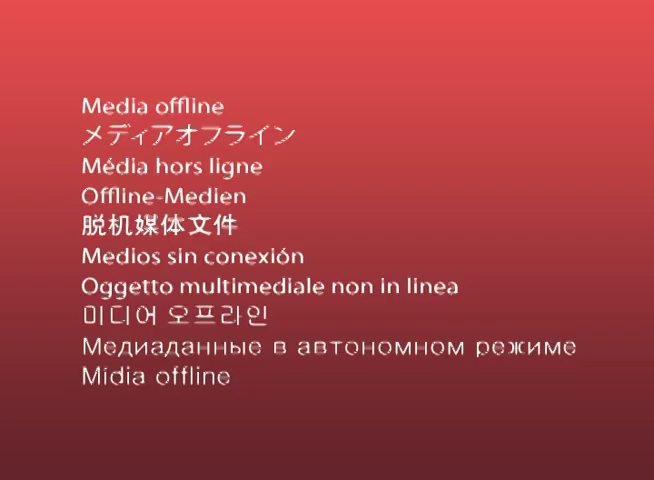 Media offline
メディアオフライン
Média hors ligne
Offline-Medien
脱机媒体文件
Medios sin conexión
Oggetto multimediale non in linea
미디어 오프라인
Медиаданные в автономном режиме
Mídia offline